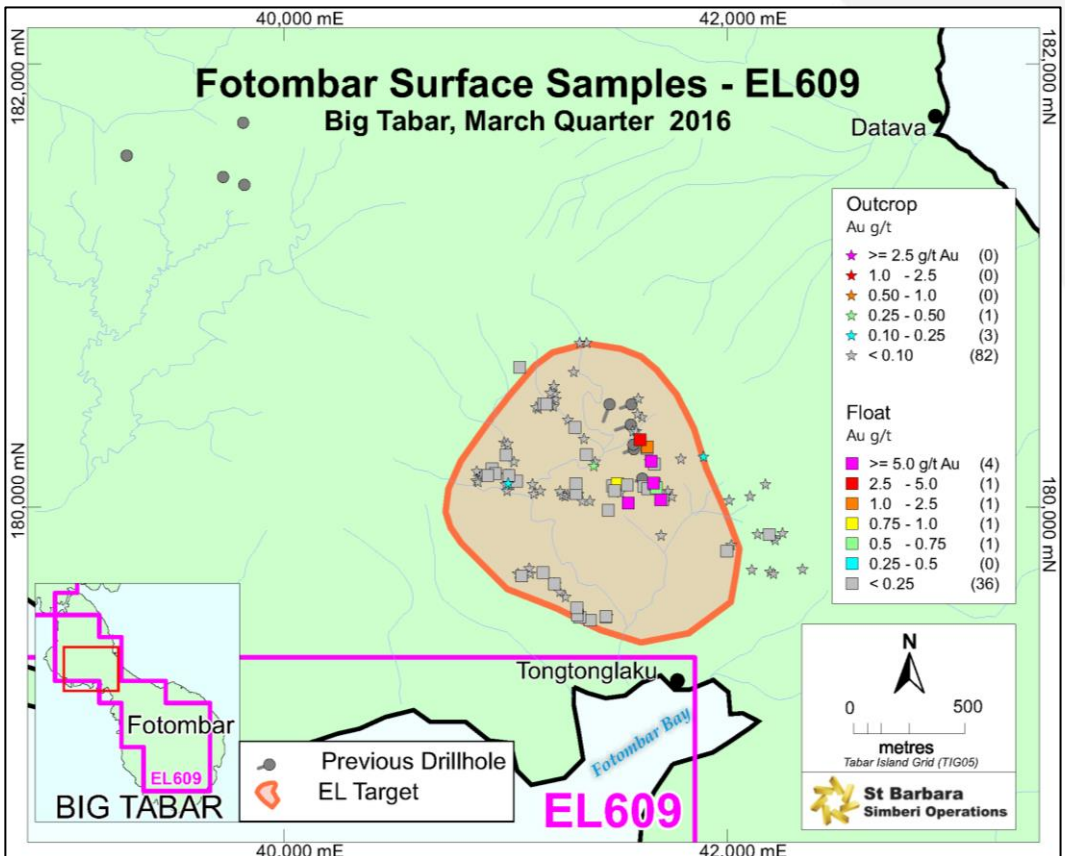 40,000 mE
42,000 mE
182,000 mN
182,000 mN
Fotombar Surface Samples - EL609
Big Tabar, March Quarter 2016
Datava
Outcrop
Au g/t
>= 2.5 g/t Au (0)
1.0 - 2.5 (0)
0.50 - 1.0 (0)
0.25 - 0.50 (1)
0.10 - 0.25 (3)
< 0.10 (82)
Float
Au g/t
>= 5.0 g/t Au (4)
2.5 - 5.0 (1)
1.0 - 2.5 (1)
0.75 - 1.0 (1)
0.5 - 0.75 (1)
0.25 - 0.5 (0)
< 0.25 (36)
180,000 mN
180,000 mN
Tongtonglaku
Fotombar Bay
EL609
Fotombar
EL609
BIG TABAR
Previous Drillhole
EL Target
N
0 500
metres
Tabar Island Grid (TIG05)
St Barbara
Simberi Operations
40,000 mE
42,000 mE